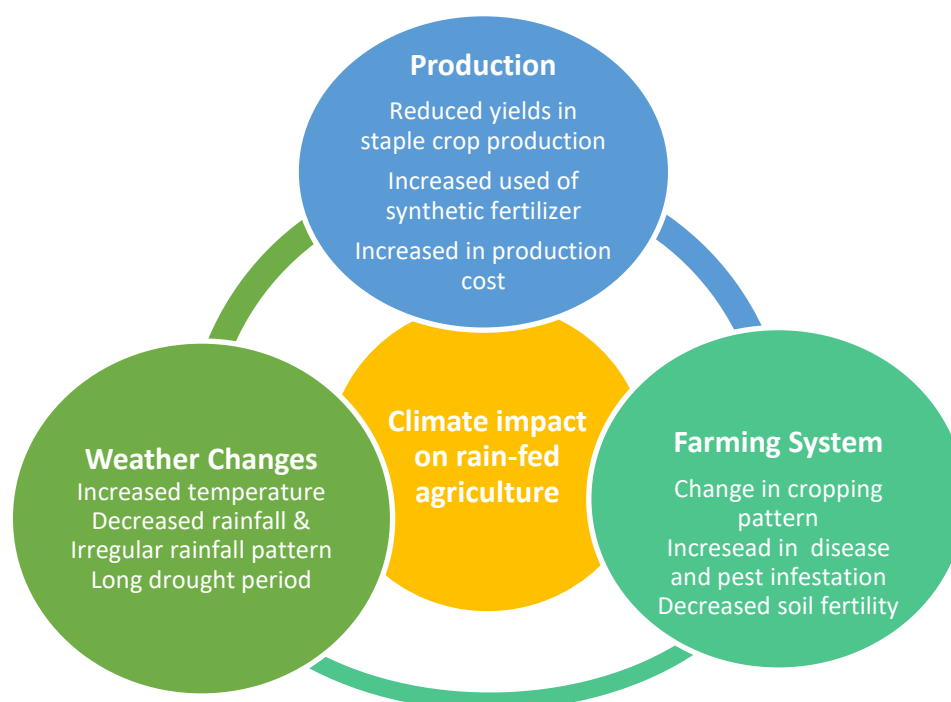 Production
Reduced yields in
staple crop production
Increased used of
synthetic fertilizer
Increased in production
cost
Climate impact
on rain-fed
agriculture
Weather Changes
Increased temperature
Decreased rainfall &
Irregular rainfall pattern
Long drought period
Farming System
Change in cropping
pattern
Incresead in  disease
and pest infestation
Decreased soil fertility